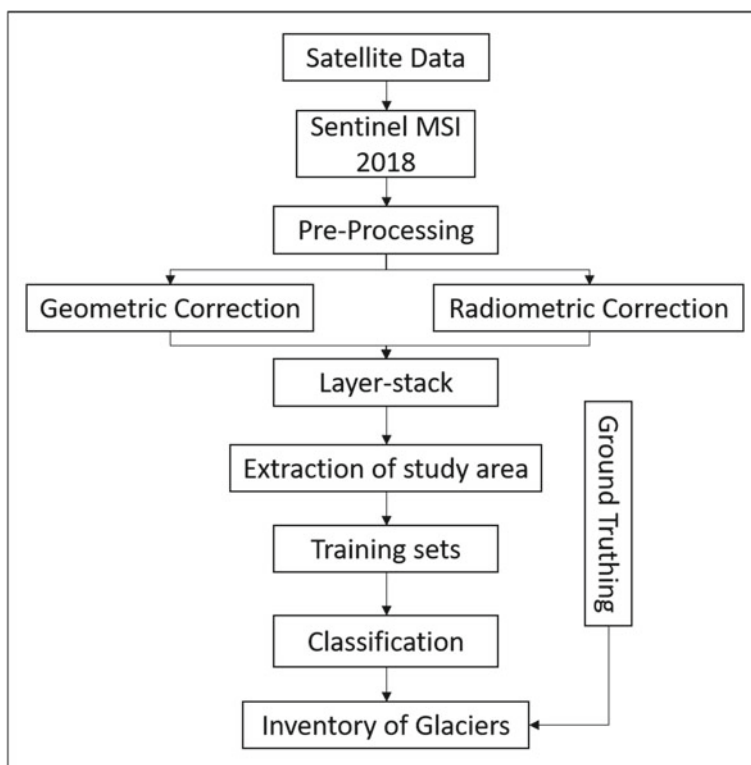 Satellite Data
Sentinel MSI
2018
Pre-Processing
Geometric Correction
Radiometric Correction
Layer-stack
Extraction of study area
Training sets
Classification
Inventory of Glaciers
Ground Truthing